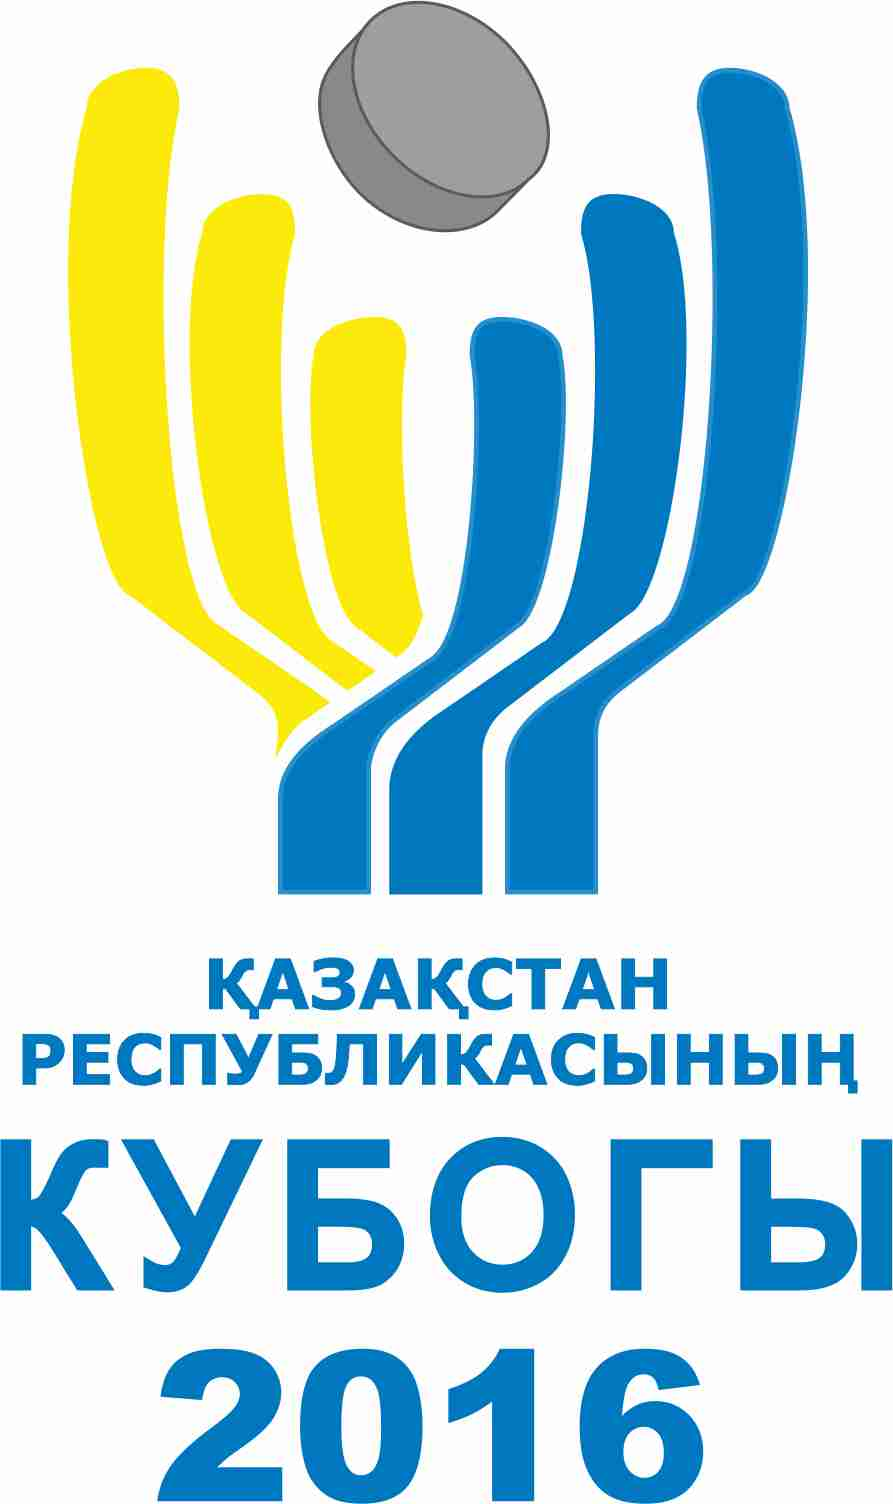 ҚАЗАҚСТАН
РЕСПУБЛИКАСЫНЫҢ
КУБОГЫ
2016